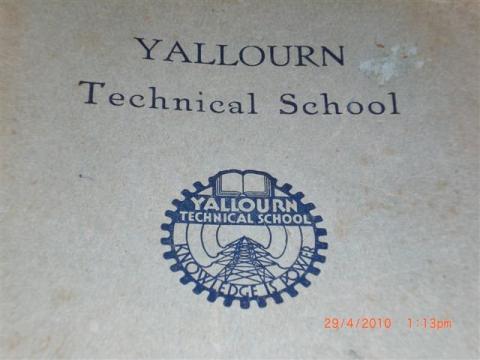 YALLOURN
Technical School
YALLOURN
TECHNICAL SCHOOL
KNOWLEDGE IS POWER
29/4/2010 1:13pm